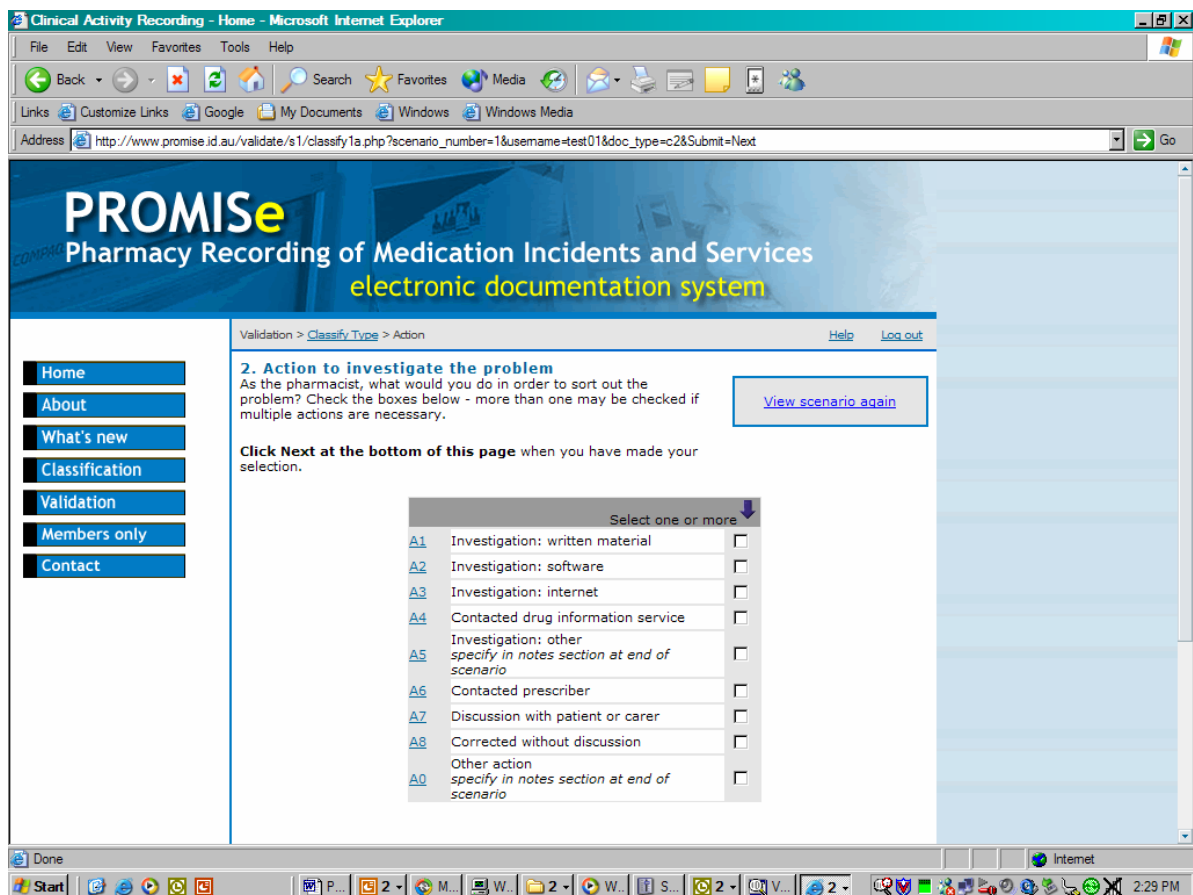 Clinical Activity Recording - Home - Microsoft Internet Explorer
File Edit View Favorites Tools Help
Back Search Favorites Media
Links Customize Links Google My Documents Windows Windows Media
Address http://www.promise.id.au/validate/s1/classify1a.php?scenario_number=1&username=test01&doc_type=c2&Submit=Next Go
PROMISe
Pharmacy Recording of Medication Incidents and Services
electronic documentation system
Validation > Classify Type > Action Help Log out
Home
About
What's new
Classification
Validation
Members only
Contact
2. Action to investigate the problem
As the pharmacist, what would you do in order to sort out the
problem? Check the boxes below - more than one may be checked if
multiple actions are necessary.
View scenario again
Click Next at the bottom of this page when you have made your
selection.
Select one or more
A1 Investigation: written material
A2 Investigation: software
A3 Investigation: internet
A4 Contacted drug information service
A5 Investigation: other
specify in notes section at end of
scenario
A6 Contacted prescriber
A7 Discussion with patient or carer
A8 Corrected without discussion
A0 Other action
specify in notes section at end of
scenario
Done Internet
Start P... 2 M... W... 2 W... S... 2 V... 2 2:29 PM